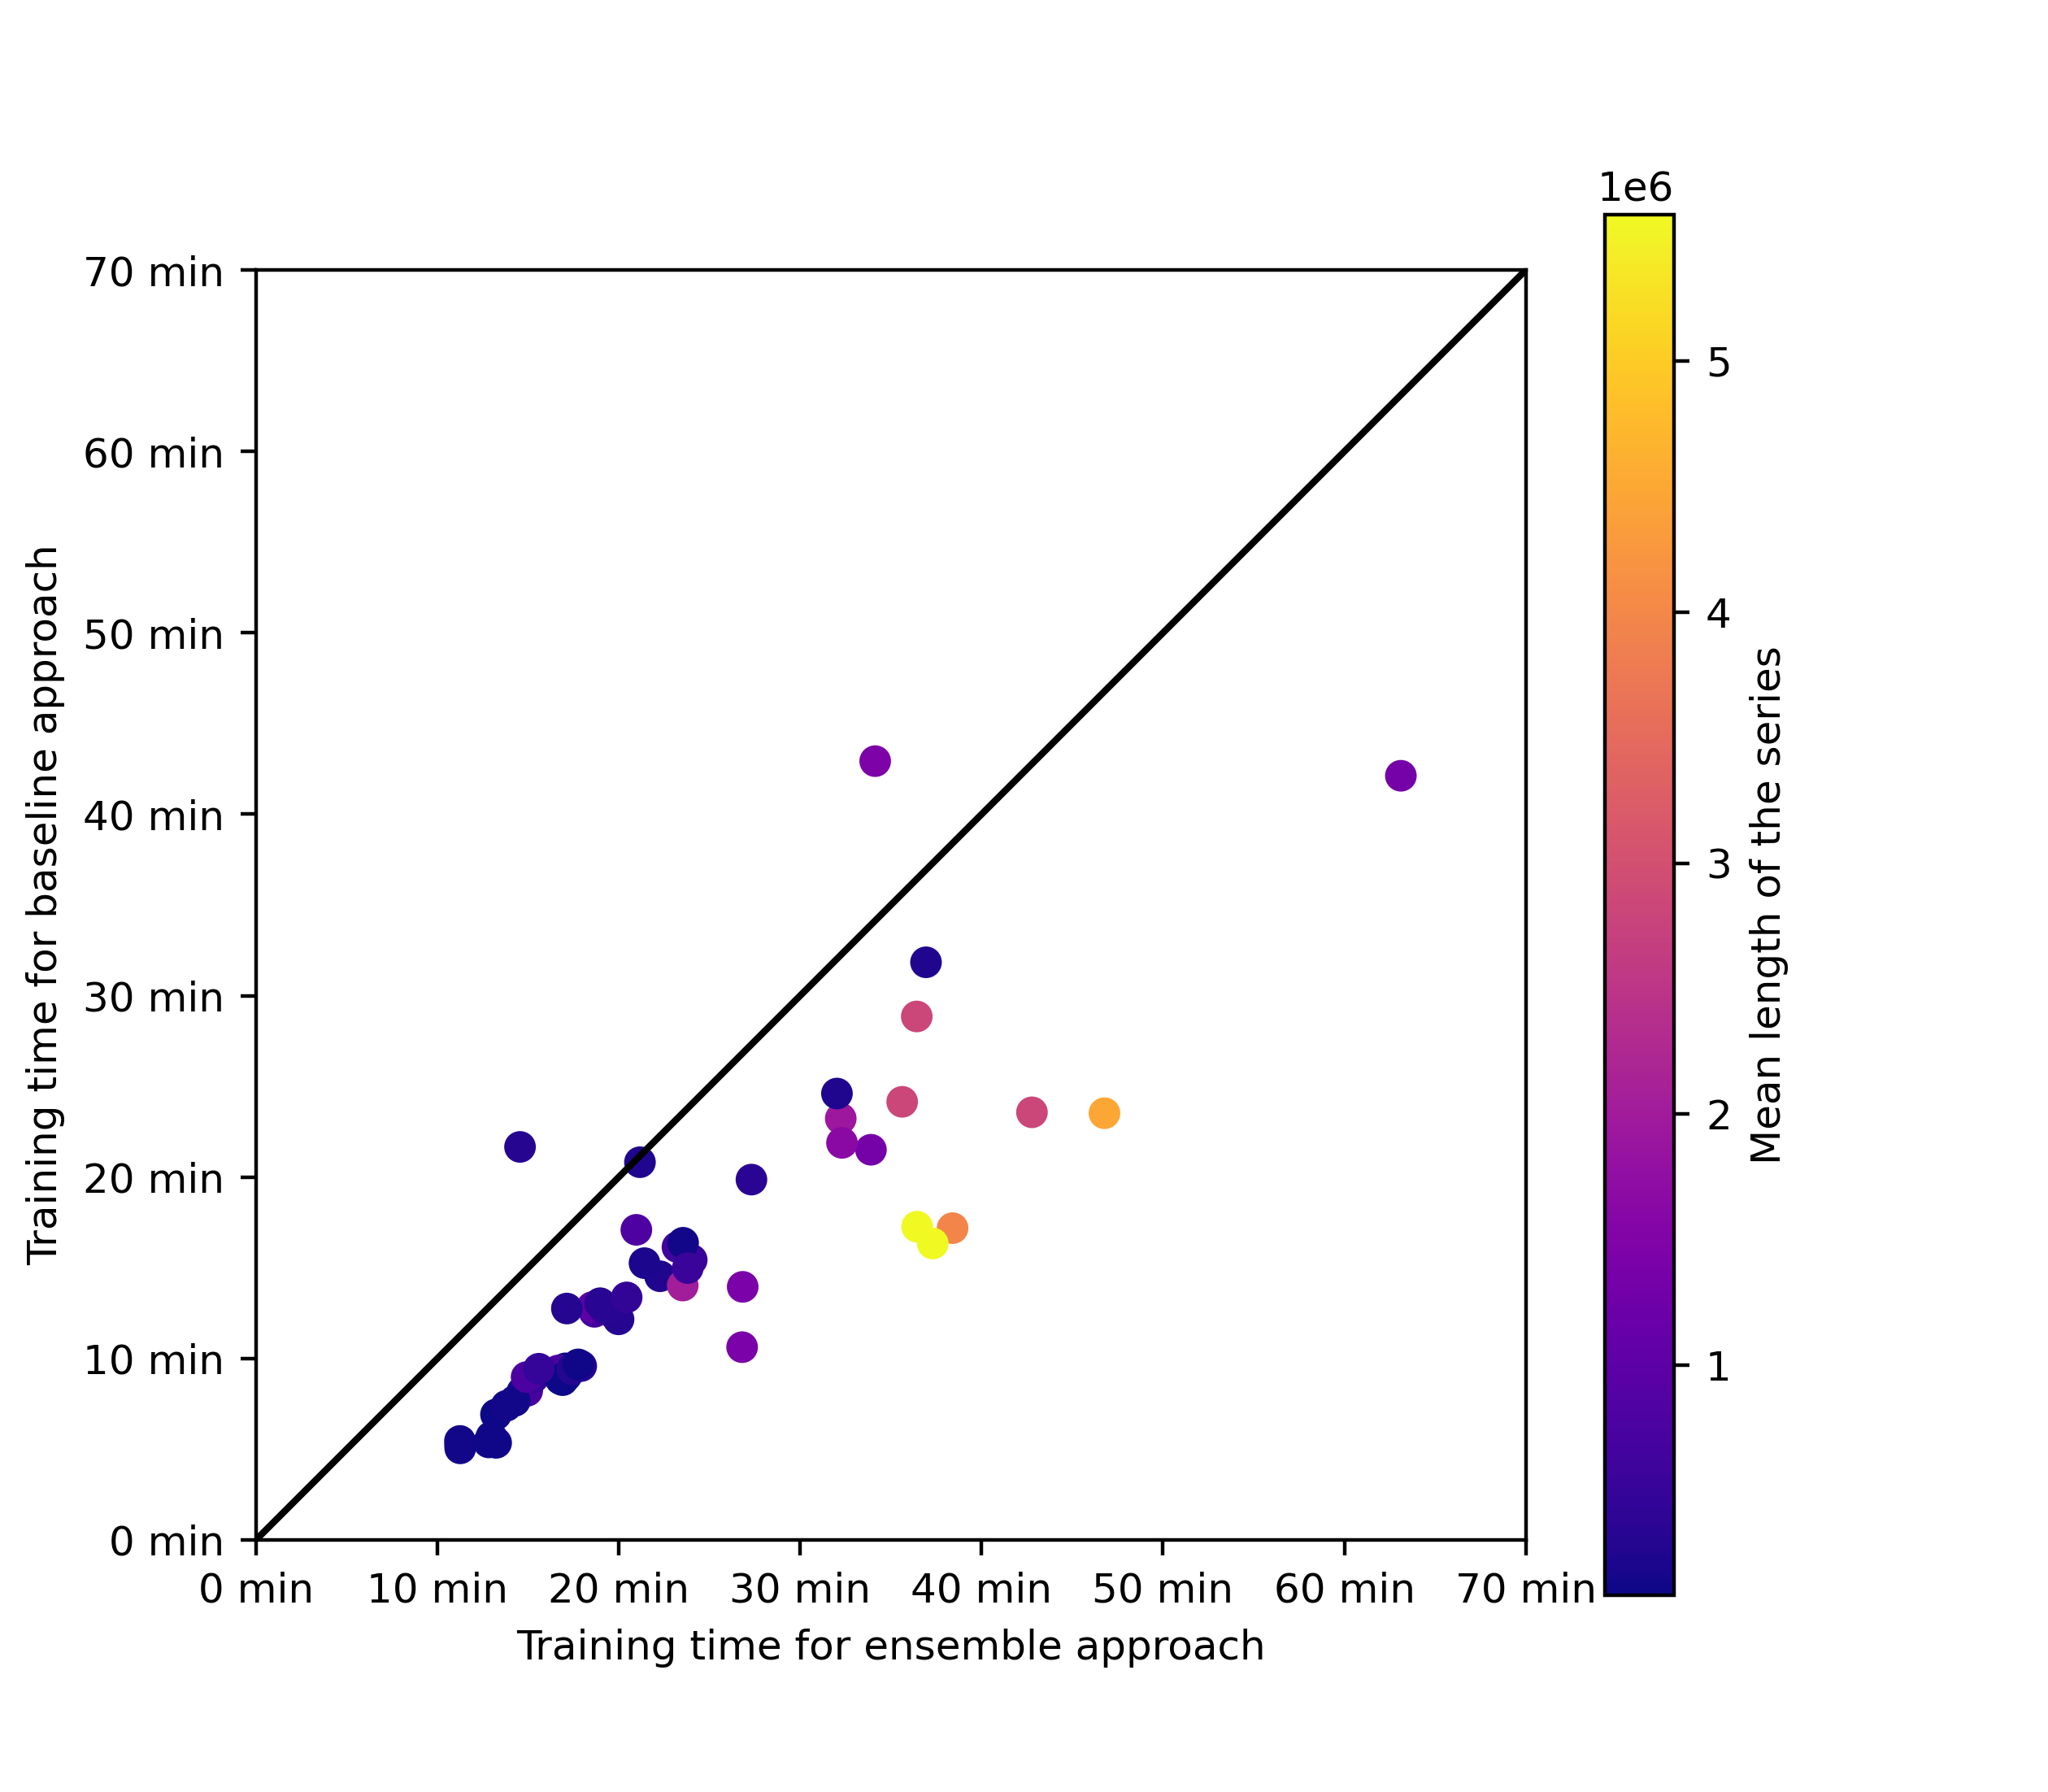 1e6
70 min
60 min
50 min
40 min
30 min
20 min
10 min
0 min
Training time for baseline approach
0 min 10 min 20 min 30 min 40 min 50 min 60 min 70 min
Training time for ensemble approach
5
4
3
2
1
Mean length of the series